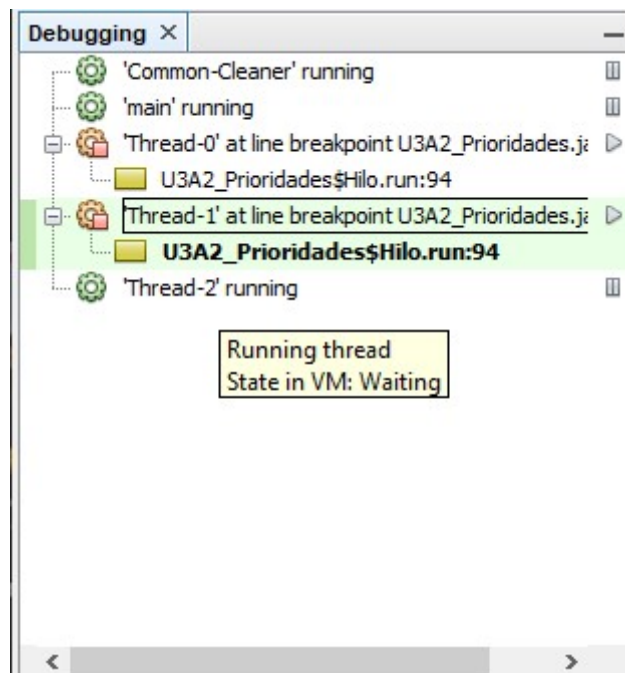 Debugging
'Common-Cleaner' running
'main' running
'Thread-0' at line breakpoint U3A2_Prioridades.ja
U3A2_Prioridades$Hilo.run:94
'Thread-1' at line breakpoint U3A2_Prioridades.ja
U3A2_Prioridades$Hilo.run:94
'Thread-2' running
Running thread
State in VM: Waiting